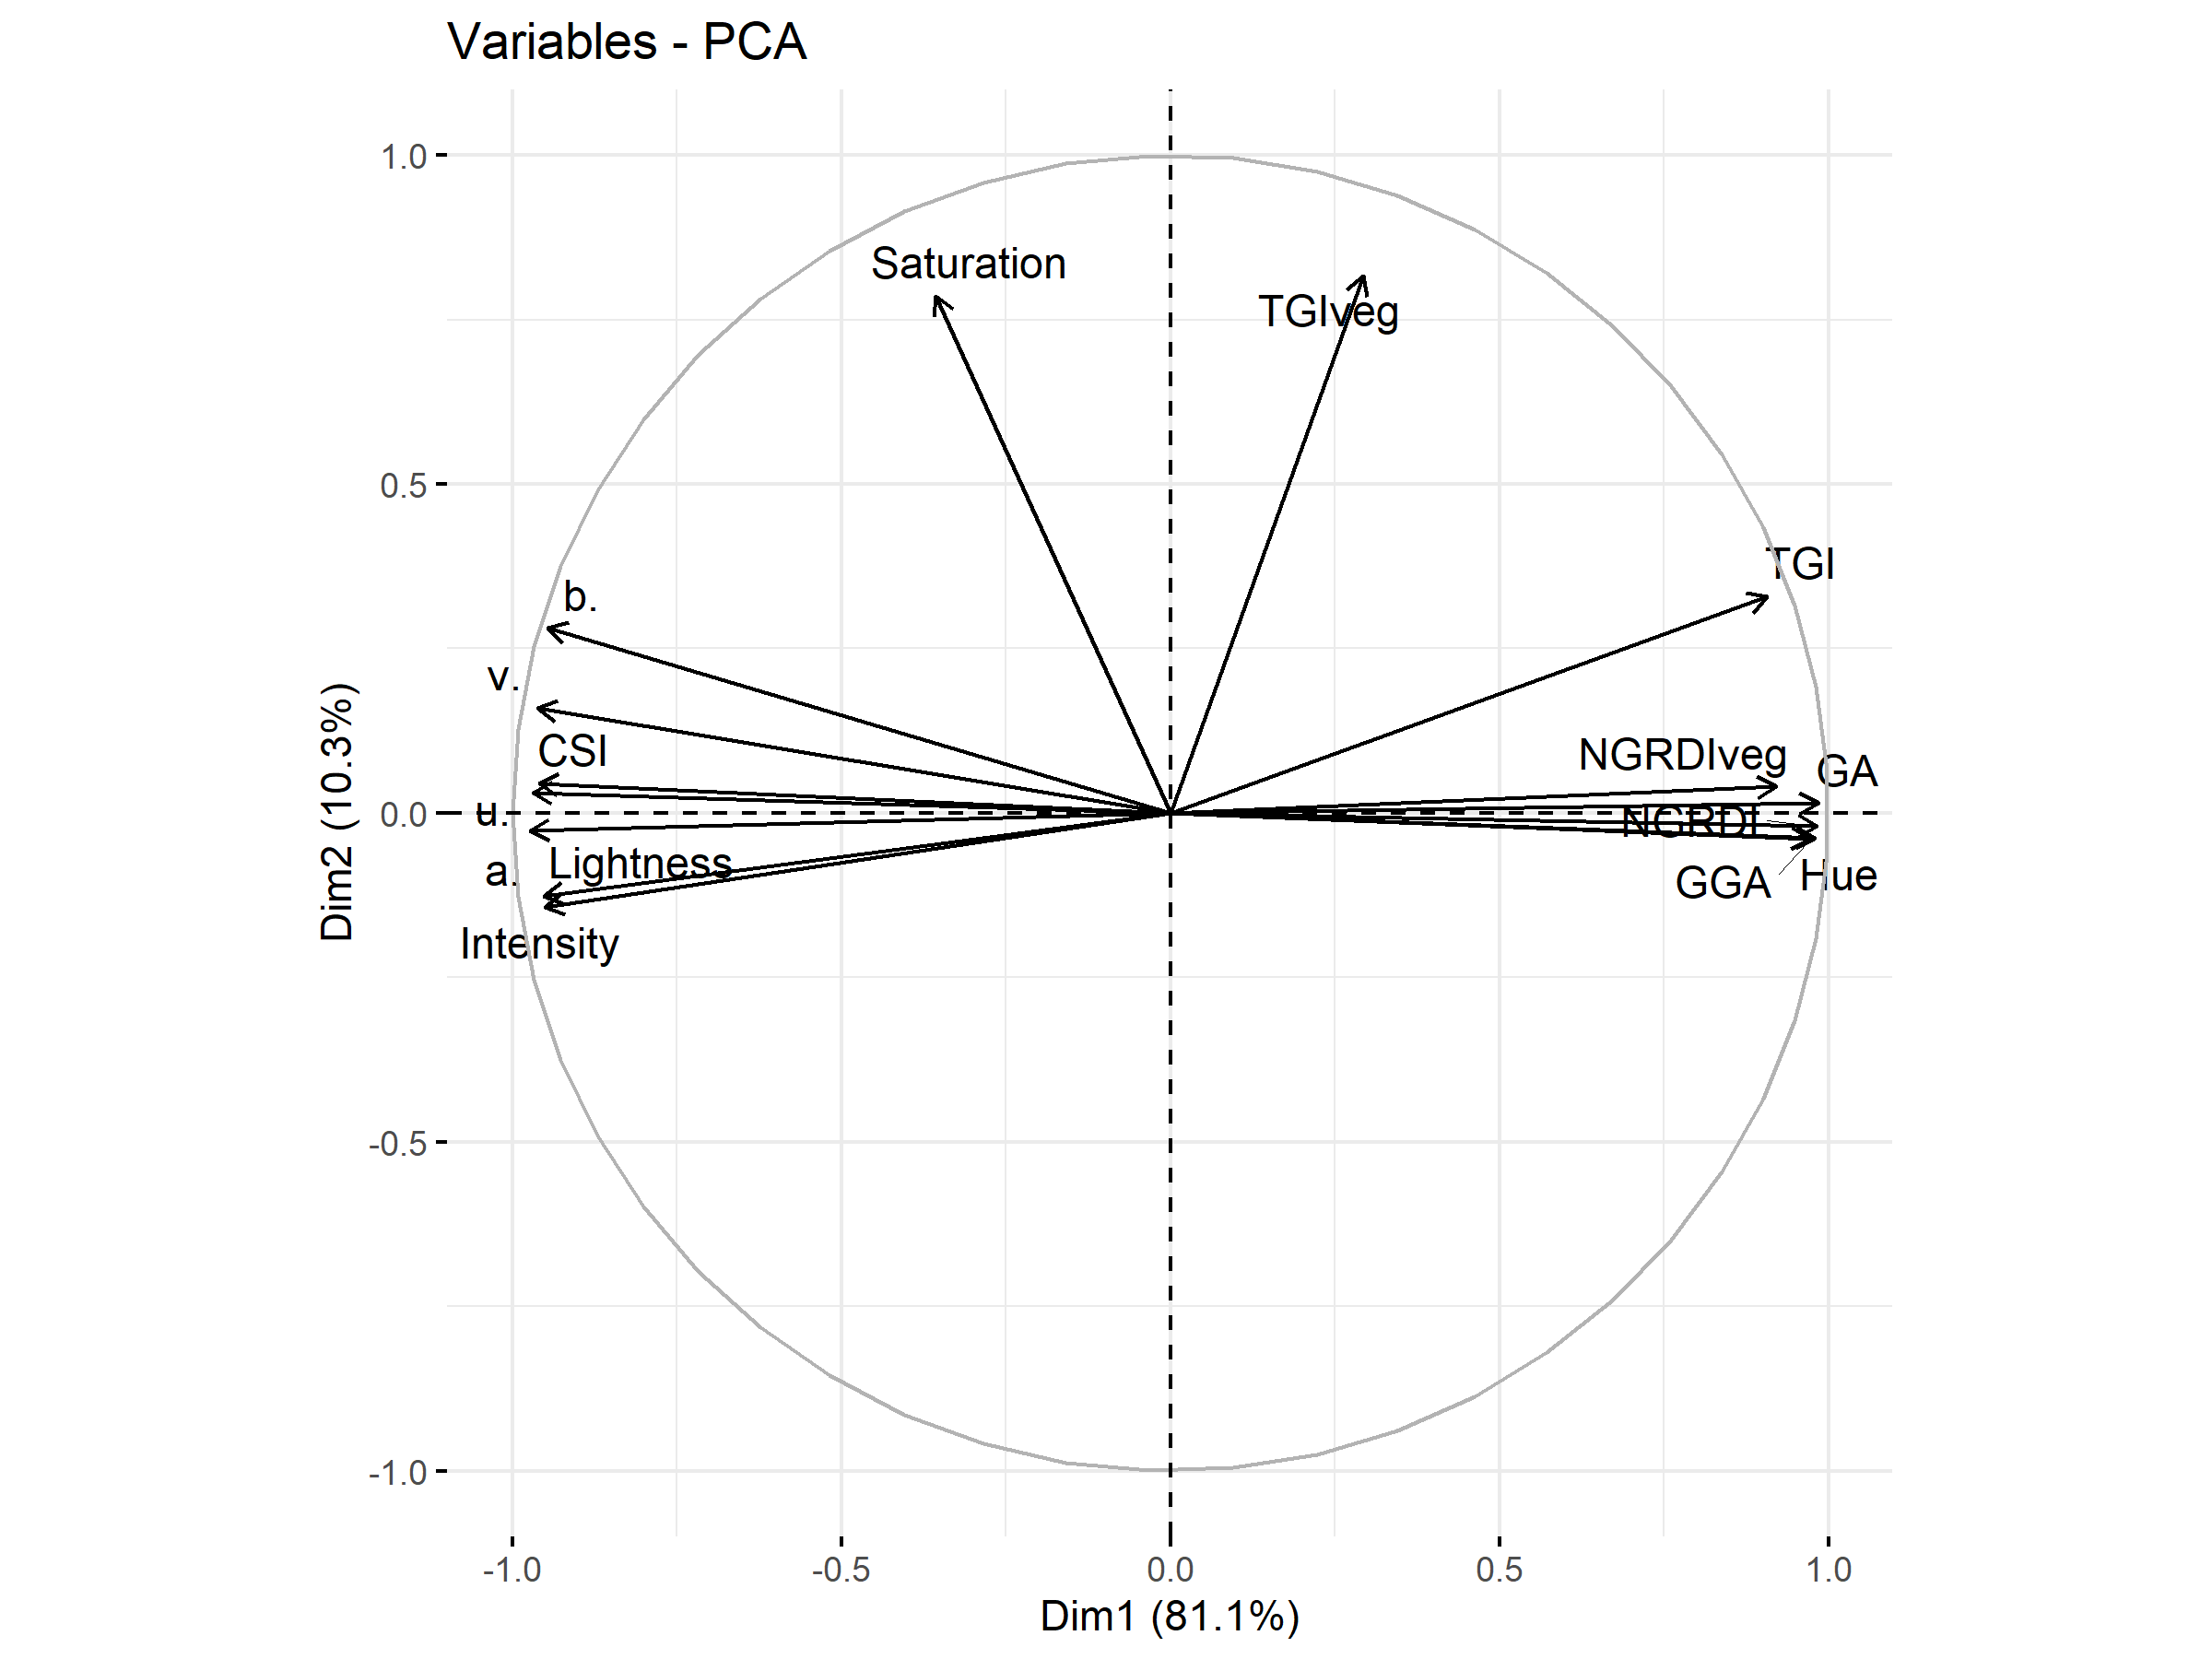 Variables - PCA
1.0
Saturation
TGIveg
0.5
TGI
b.
v.
CSI
NGRDIveg
GA
0.0
u.
NGRDI
Lightness
a.
GGA
Hue
Intensity
-0.5
-1.0
Dim2 (10.3%)
-1.0
-0.5
0.0
0.5
1.0
Dim1 (81.1%)